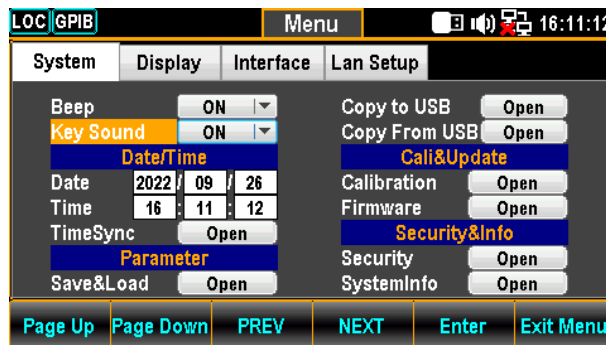 LOC GPIB Menu 16:11:12
System Display Interface Lan Setup
Beep ON
Key Sound ON
Date/Time
Date 2022 / 09 / 26
Time 16 : 11 : 12
TimeSync Open
Parameter
Save&Load Open
Copy to USB Open
Copy From USB Open
Cali&Update
Calibration Open
Firmware Open
Security&Info
Security Open
SystemInfo Open
Page Up Page Down PREV NEXT Enter Exit Menu